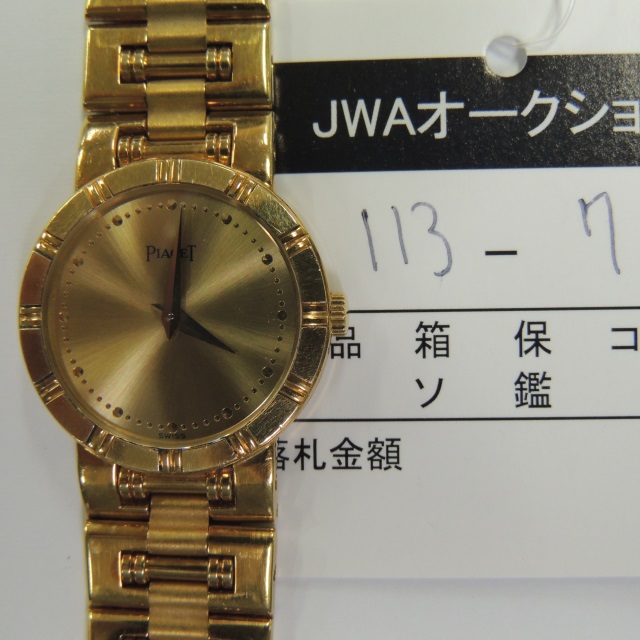 JWAオークショ
113 - 7
品 箱 保 コ
ソ 鑑
落札金額
PIAGET
SWISS